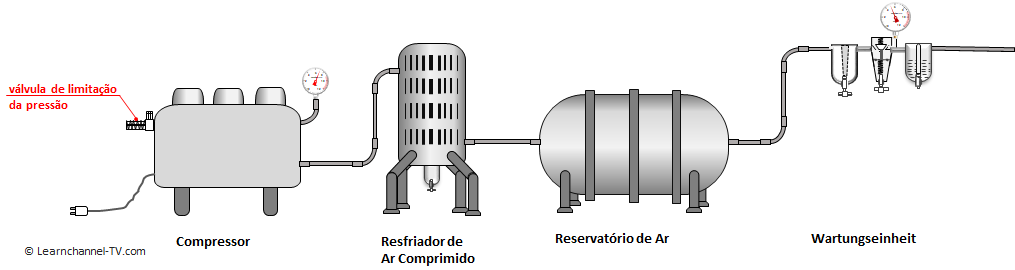 válvula de limitação
da pressão
© Learnchannel-TV.com
Compressor
Resfriador de
Ar Comprimido
Reservatório de Ar
Wartungseinheit